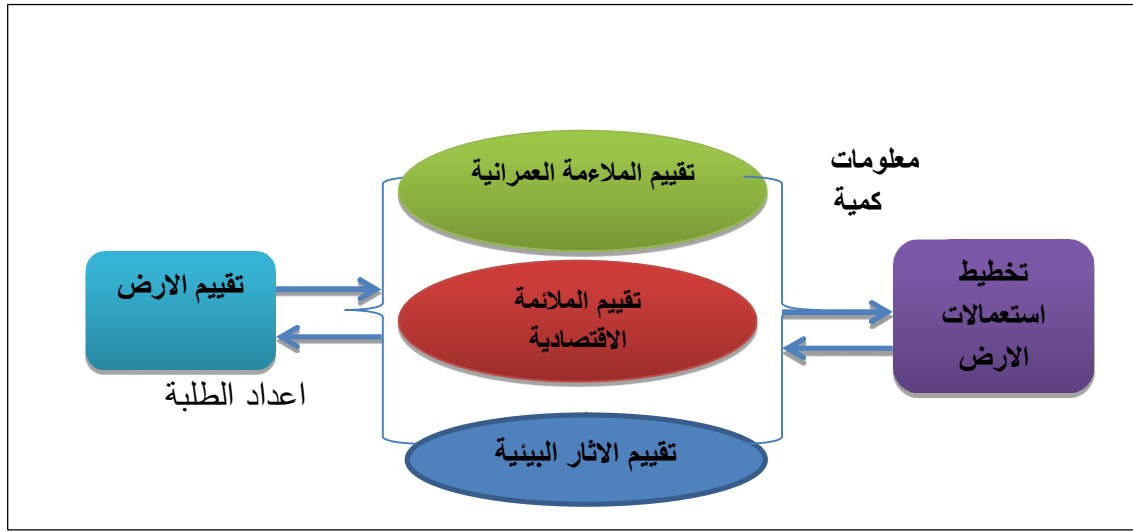 تقييم الملاءمة العمرانية
معلومات
كمية
تخطيط
استعمالات
الارض
تقييم الملائمة
الاقتصادية
تقييم الارض
اعداد الطلبة
تقييم الاثار البيئية